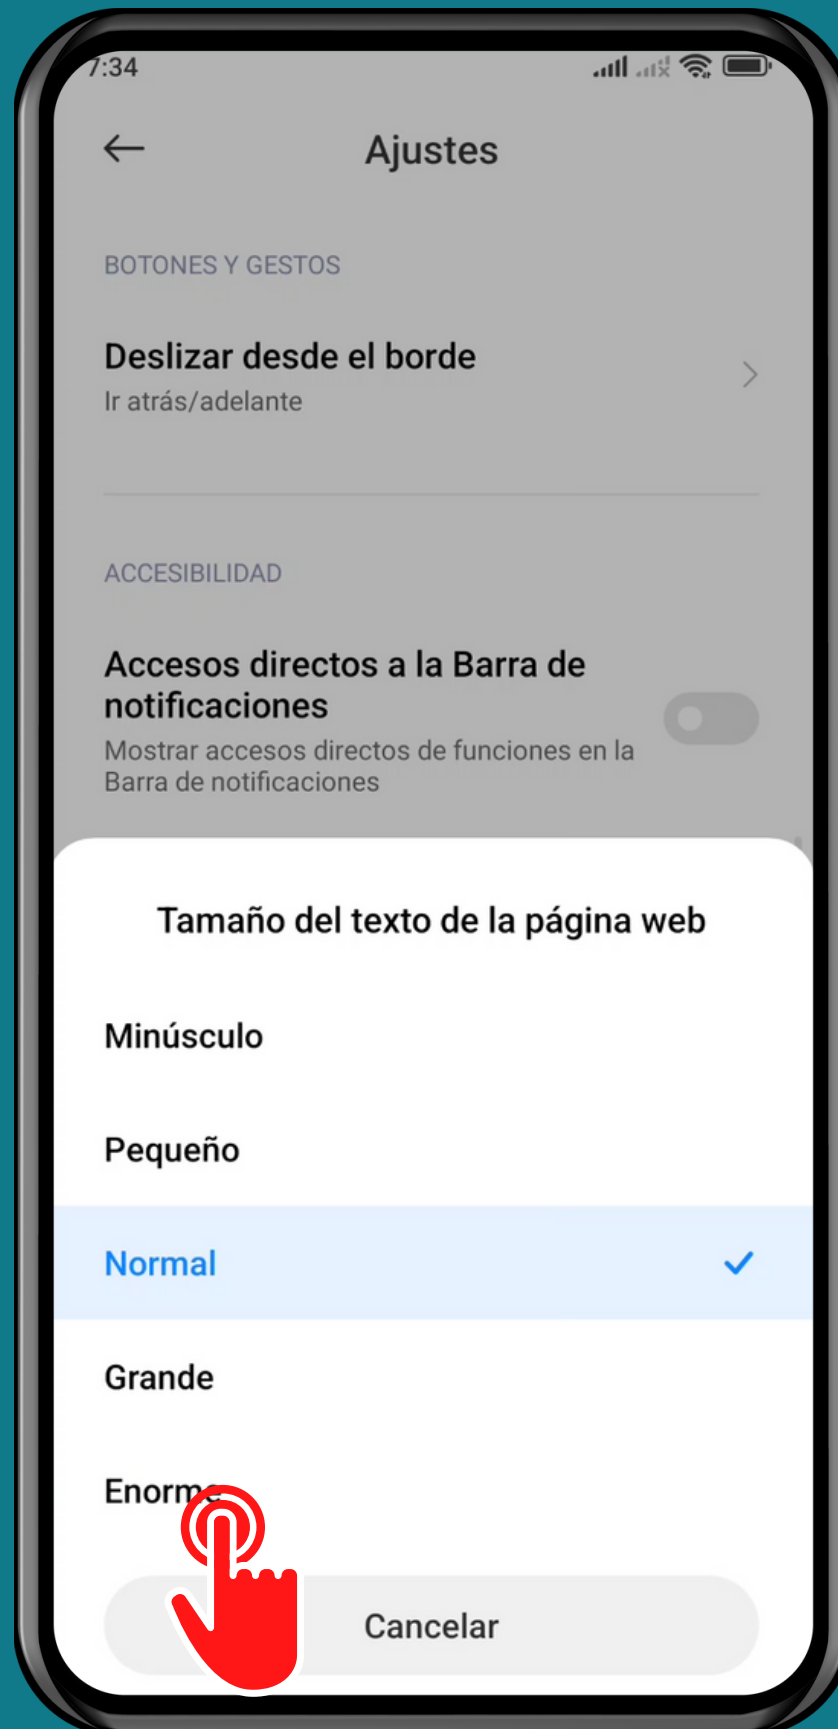 7:34
Ajustes
BOTONES Y GESTOS
Deslizar desde el borde
Ir atrás/adelante
ACCESIBILIDAD
Accesos directos a la Barra de
notificaciones
Mostrar accesos directos de funciones en la
Barra de notificaciones
Tamaño del texto de la página web
Minúsculo
Pequeño
Normal
Grande
Enorme
Cancelar